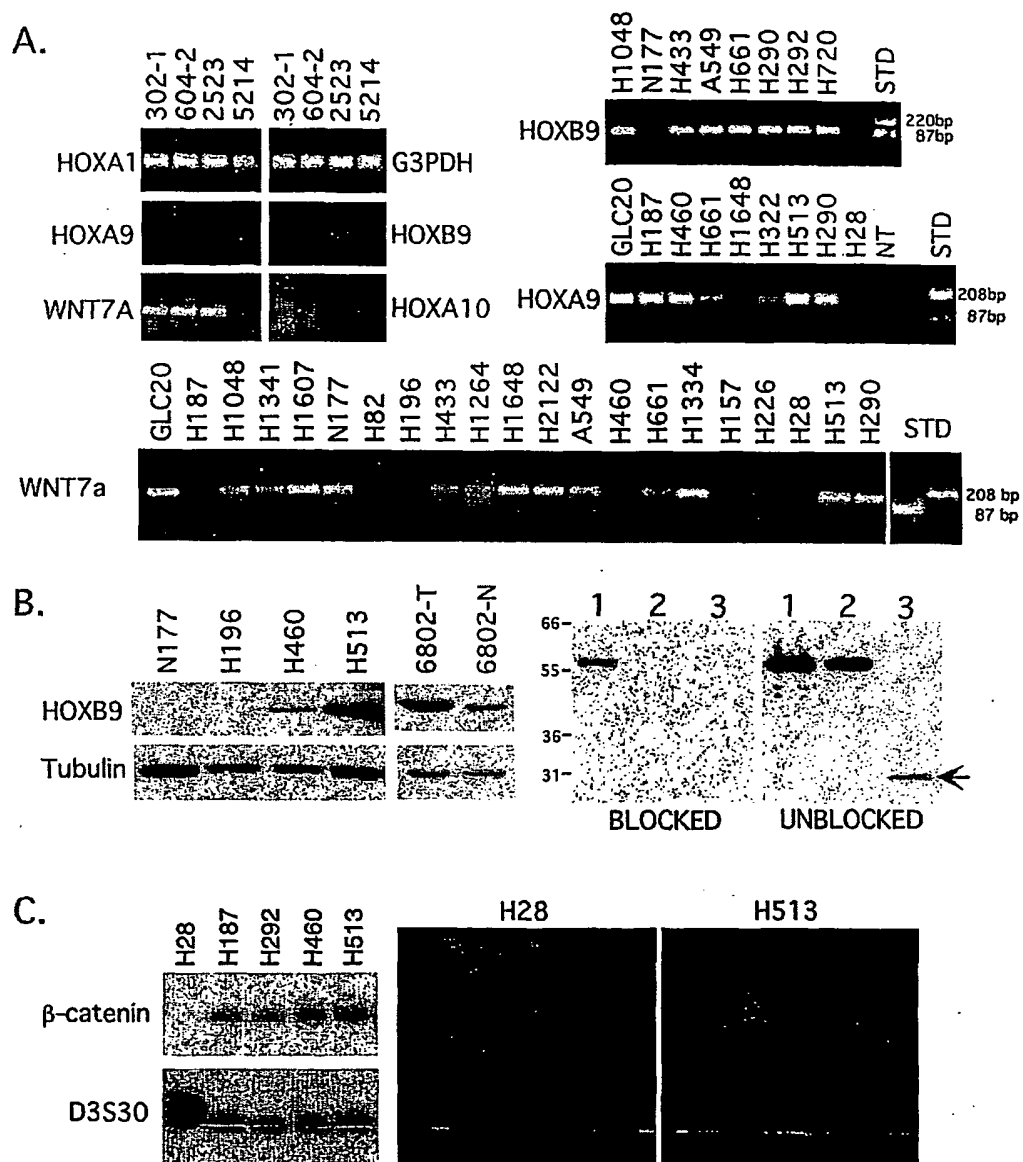 A.
302-1 604-2 2523 5214 302-1 604-2 2523 5214
HOXA1 G3PDH
HOXA9 HOXB9
WNT7A HOXA10
H1048 N177 H433 A549 H661 H290 H292 H720 STD
HOXB9 220bp
87bp
GLC20 H187 H460 H661 H1648 H322 H513 H290 H28 NT STD
HOXA9 208bp
87bp
GLC20 H187 H1048 H1341 H1607 N177 H82 H196 H433 H1264 H1648 H2122 A549 H460 H661 H1334 H157 H226 H28 H513 H290 STD
WNT7a 208 bp
87 bp
B.
N177 H196 H460 H513 6802-T 6802-N
HOXB9
Tubulin
1 2 3 1 2 3
66-
55-
36-
31-
BLOCKED UNBLOCKED
C.
H28 H187 H292 H460 H513
β-catenin
D3S30
H28 H513